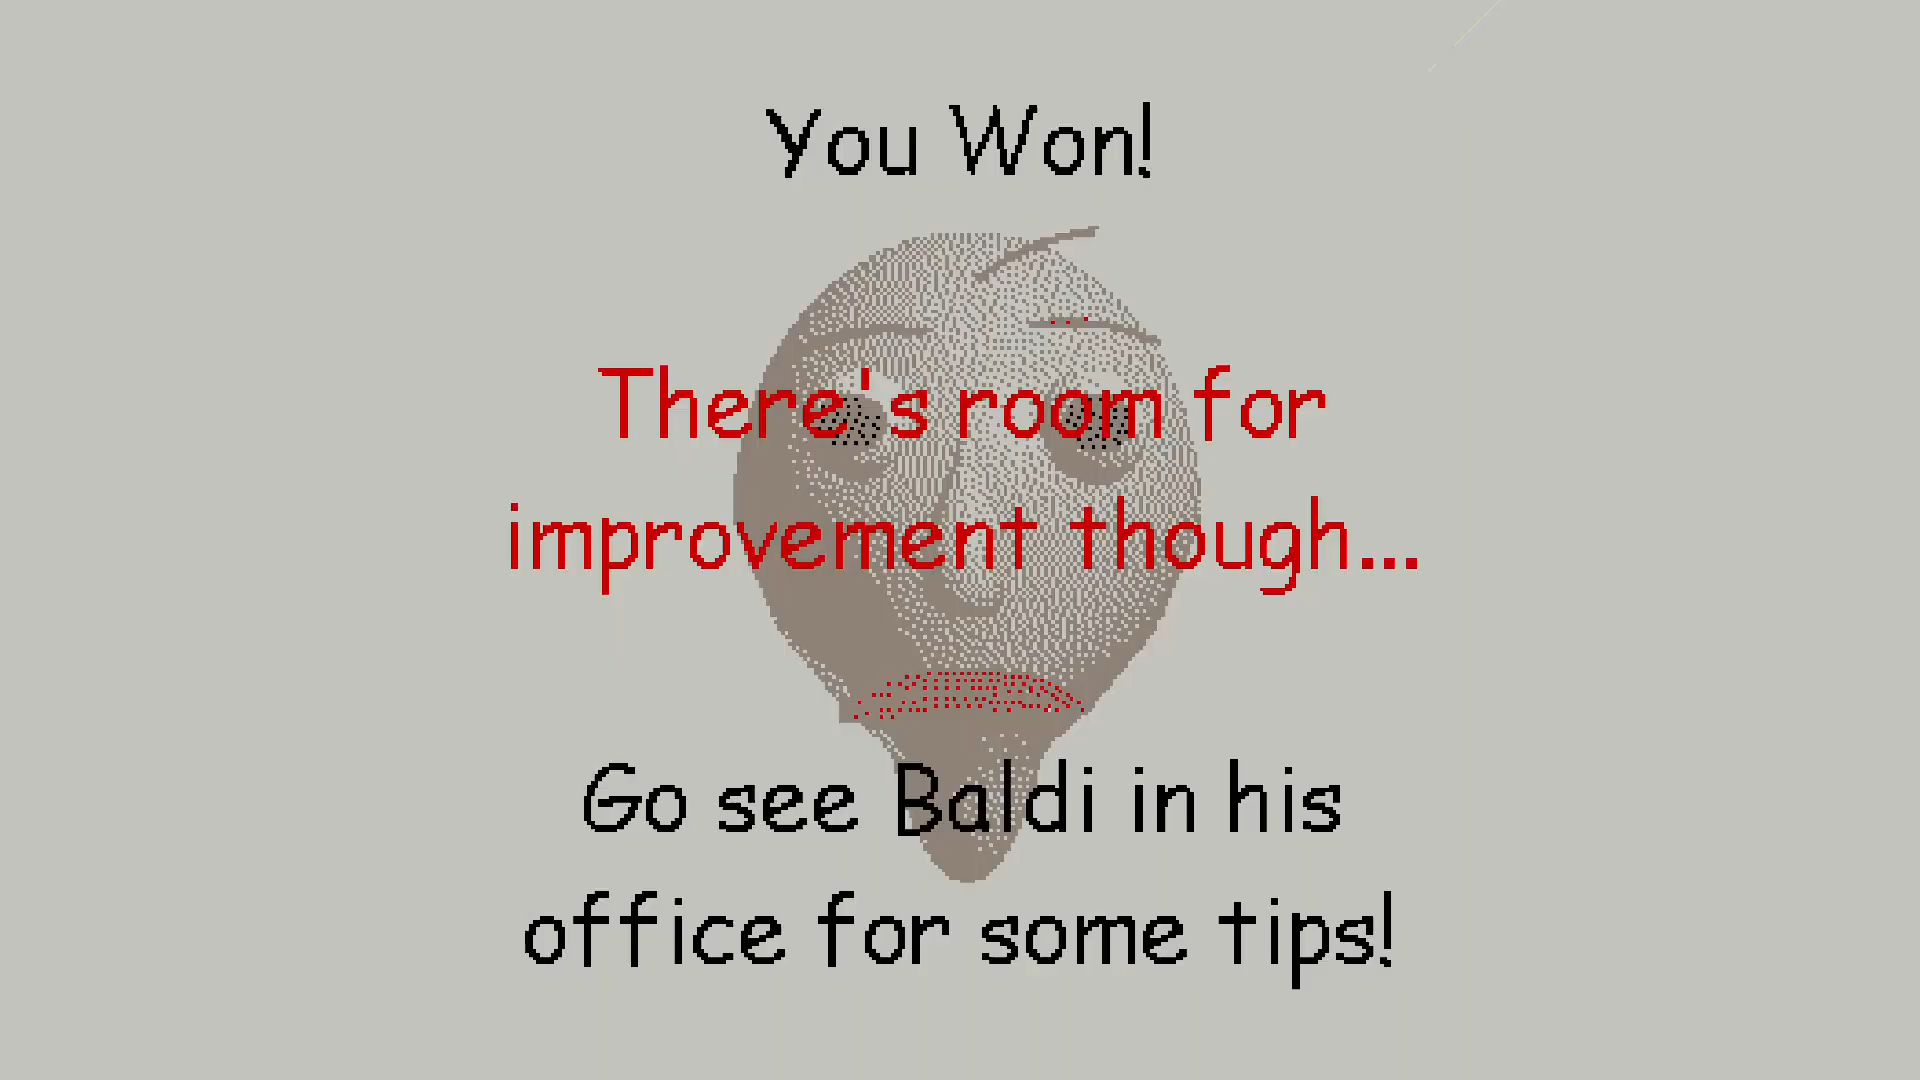 You Won!
There's room for
improvement though...
Go see Baldi in his
office for some tips!